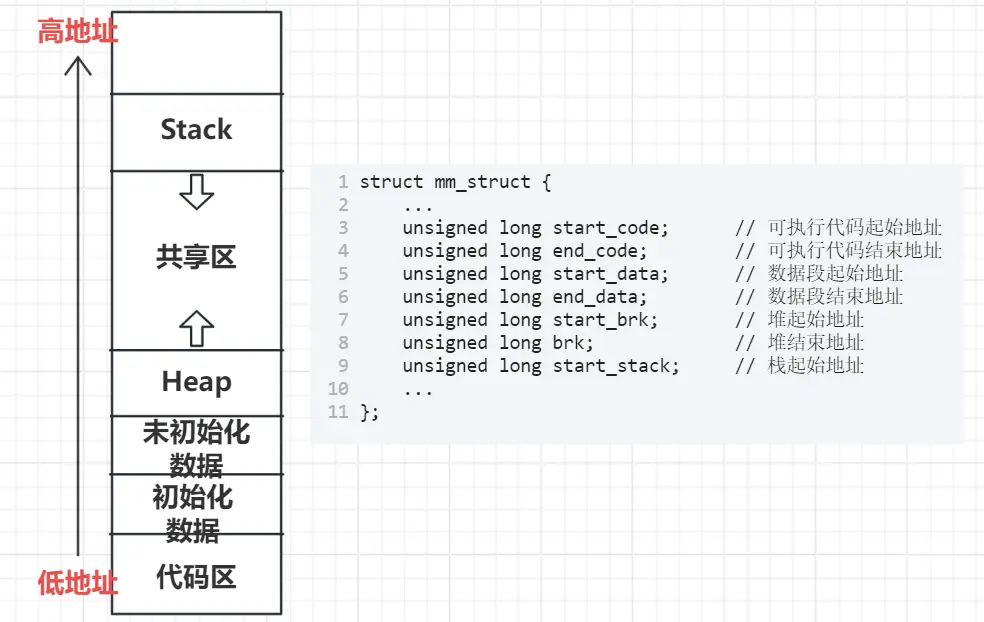 高地址
Stack
共享区
Heap
未初始化
数据
初始化
数据
代码区
低地址
1 struct mm_struct {
2 ...
3 unsigned long start_code; // 可执行代码起始地址
4 unsigned long end_code; // 可执行代码结束地址
5 unsigned long start_data; // 数据段起始地址
6 unsigned long end_data; // 数据段结束地址
7 unsigned long start_brk; // 堆起始地址
8 unsigned long brk; // 堆结束地址
9 unsigned long start_stack; // 栈起始地址
10 ...
11 };